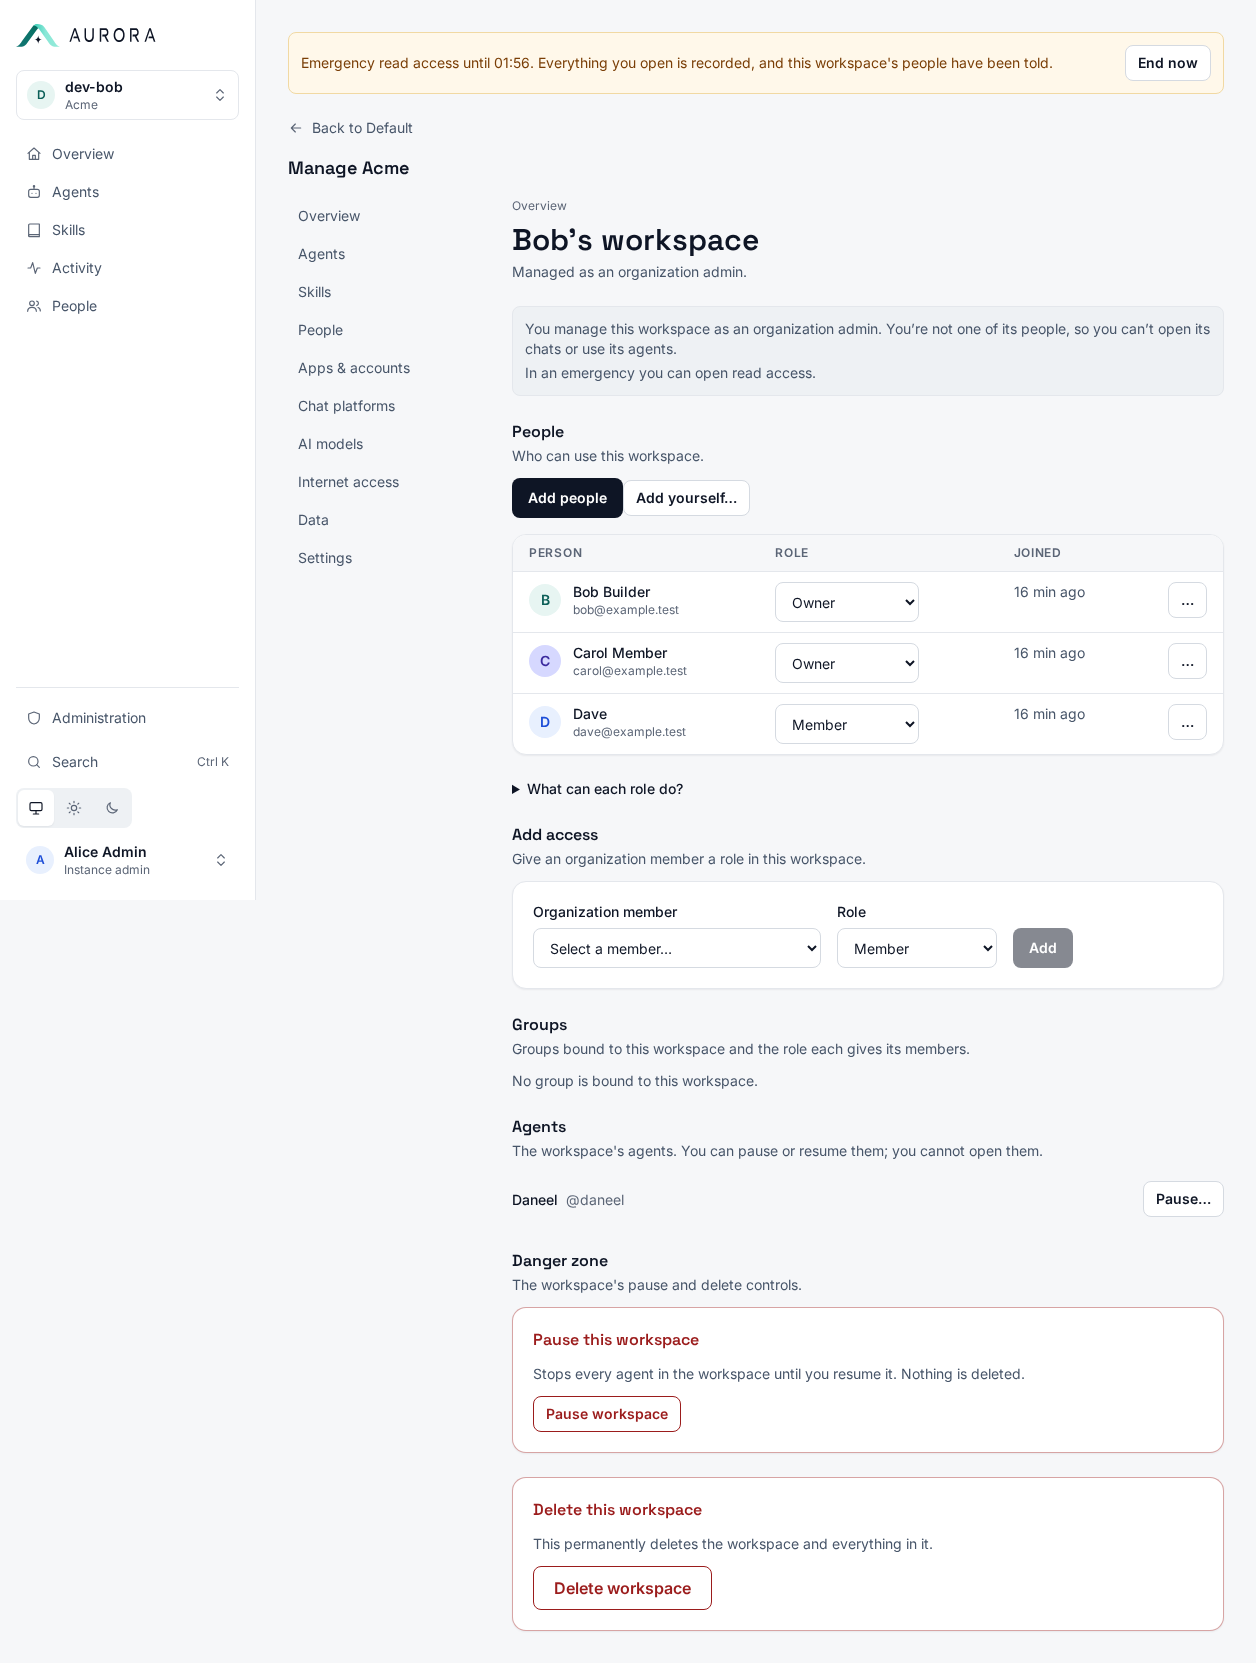 AURORA
D
dev-bob
Acme
Overview
Agents
Skills
Activity
People
Administration
Search
Ctrl K
A
Alice Admin
Instance admin
Emergency read access until 01:56. Everything you open is recorded, and this workspace's people have been told.
End now
Back to Default
Manage Acme
Overview
Agents
Skills
People
Apps & accounts
Chat platforms
AI models
Internet access
Data
Settings
Overview
Bob’s workspace
Managed as an organization admin.
You manage this workspace as an organization admin. You’re not one of its people, so you can’t open its
chats or use its agents.
In an emergency you can open read access.
People
Who can use this workspace.
Add people
Add yourself…
PERSON ROLE JOINED
B
Bob Builder
bob@example.test
Owner
16 min ago
…
C
Carol Member
carol@example.test
Owner
16 min ago
…
D
Dave
dave@example.test
Member
16 min ago
…
What can each role do?
Add access
Give an organization member a role in this workspace.
Organization member
Select a member…
Role
Member
Add
Groups
Groups bound to this workspace and the role each gives its members.
No group is bound to this workspace.
Agents
The workspace's agents. You can pause or resume them; you cannot open them.
Daneel @daneel
Pause…
Danger zone
The workspace's pause and delete controls.
Pause this workspace
Stops every agent in the workspace until you resume it. Nothing is deleted.
Pause workspace
Delete this workspace
This permanently deletes the workspace and everything in it.
Delete workspace